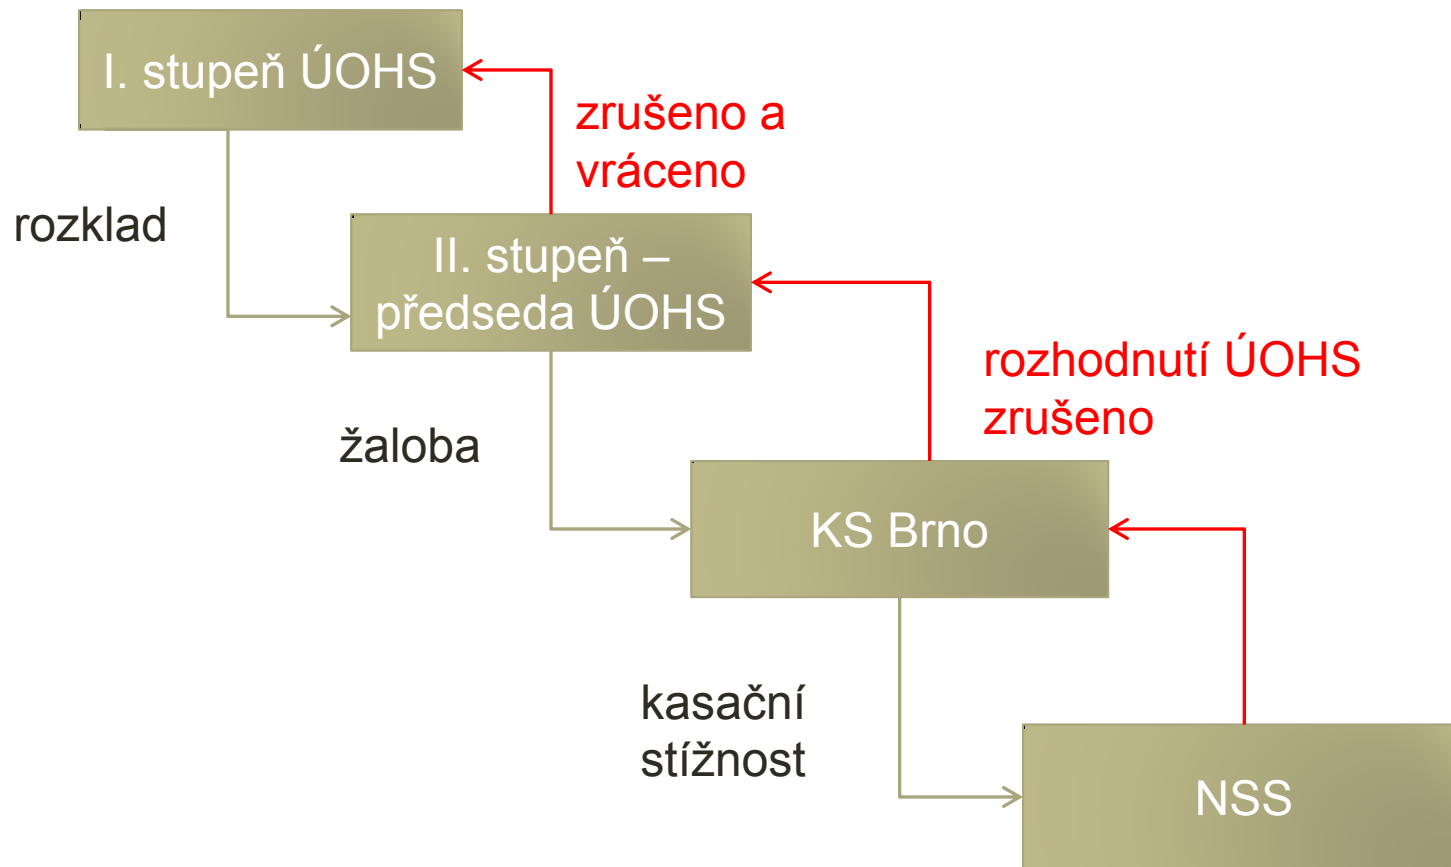 I. stupeň ÚOHS
zrušeno a
vráceno
rozklad
II. stupeň –
předseda ÚOHS
rozhodnutí ÚOHS
zrušeno
žaloba
KS Brno
kasační
stížnost
NSS